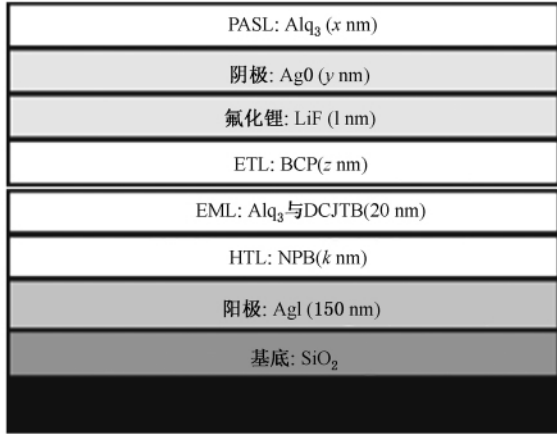 PASL: Alq₃ (x nm)
阴极: Ag0 (y nm)
氟化锂: LiF (l nm)
ETL: BCP(z nm)
EML: Alq₃与DCJTB(20 nm)
HTL: NPB(k nm)
阳极: Agl (150 nm)
基底: SiO₂